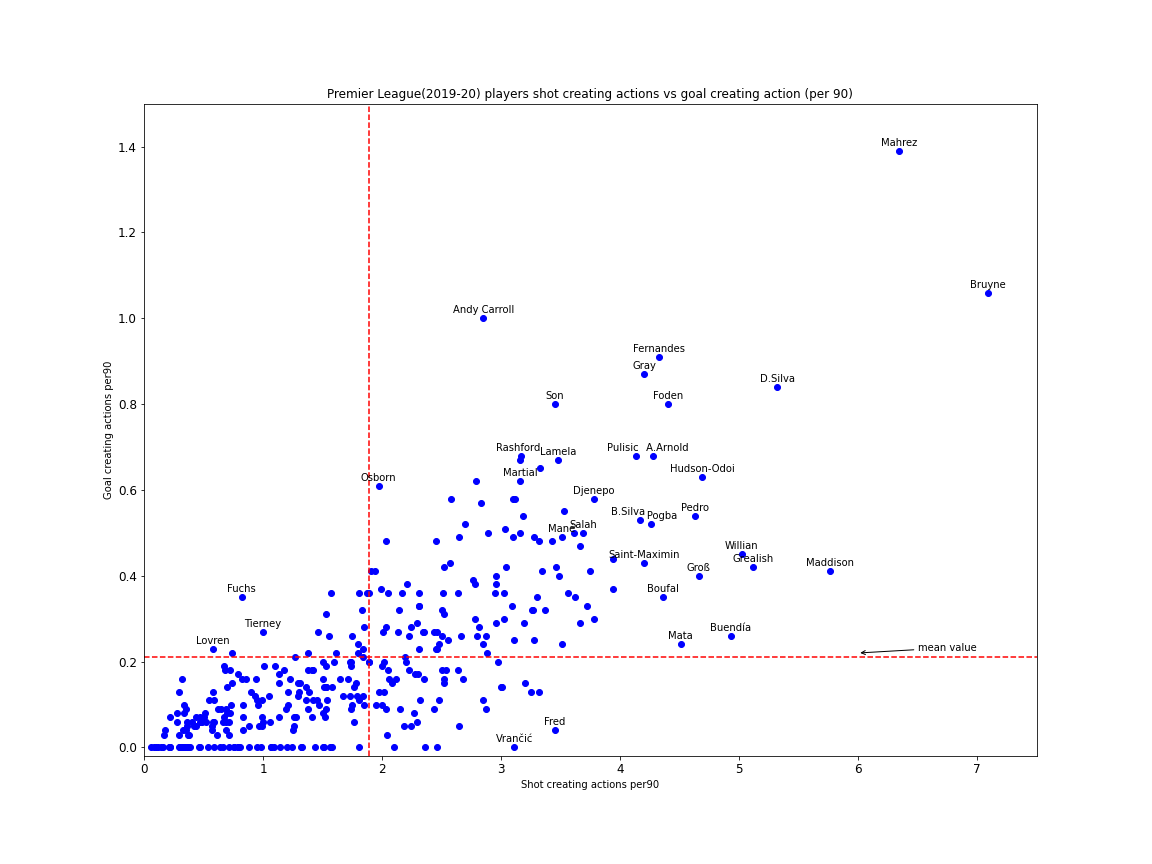 Premier League(2019-20) players shot creating actions vs goal creating action (per 90)
Mahrez
1.4
1.2
Bruyne
Andy Carroll
1.0
Fernandes
Gray
D.Silva
Son
Foden
0.8
Rashford
Lamela
Pulisic
A.Arnold
Martial
Hudson-Odoi
Osborn
0.6
Djenepo
Pedro
B.Silva
Pogba
Mane
Salah
Willian
Saint-Maximin
Grealish
Maddison
0.4
Groß
Fuchs
Boufal
Tierney
Buendía
Lovren
Mata
mean value
0.2
Fred
Vrančić
0.0
0
1
2
3
4
5
6
7
Shot creating actions per90
Goal creating actions per90